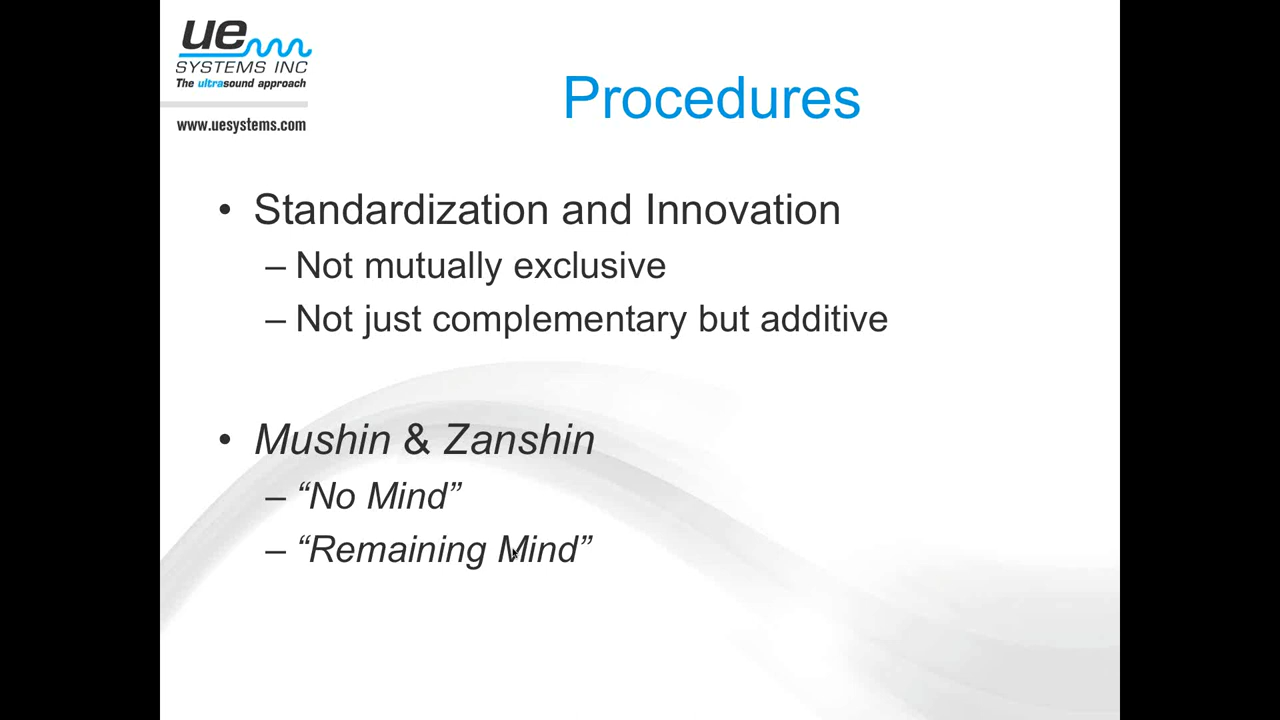 ue
SYSTEMS INC
The ultrasound approach
www.uesystems.com
Procedures
• Standardization and Innovation
– Not mutually exclusive
– Not just complementary but additive
• Mushin & Zanshin
– “No Mind”
– “Remaining Mind”